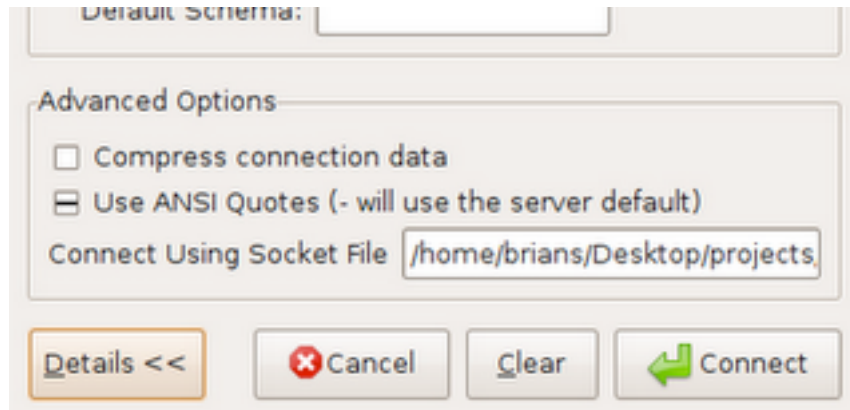 Default Schema:
Advanced Options
Compress connection data
Use ANSI Quotes (- will use the server default)
Connect Using Socket File /home/brians/Desktop/projects
Details << Cancel Clear Connect